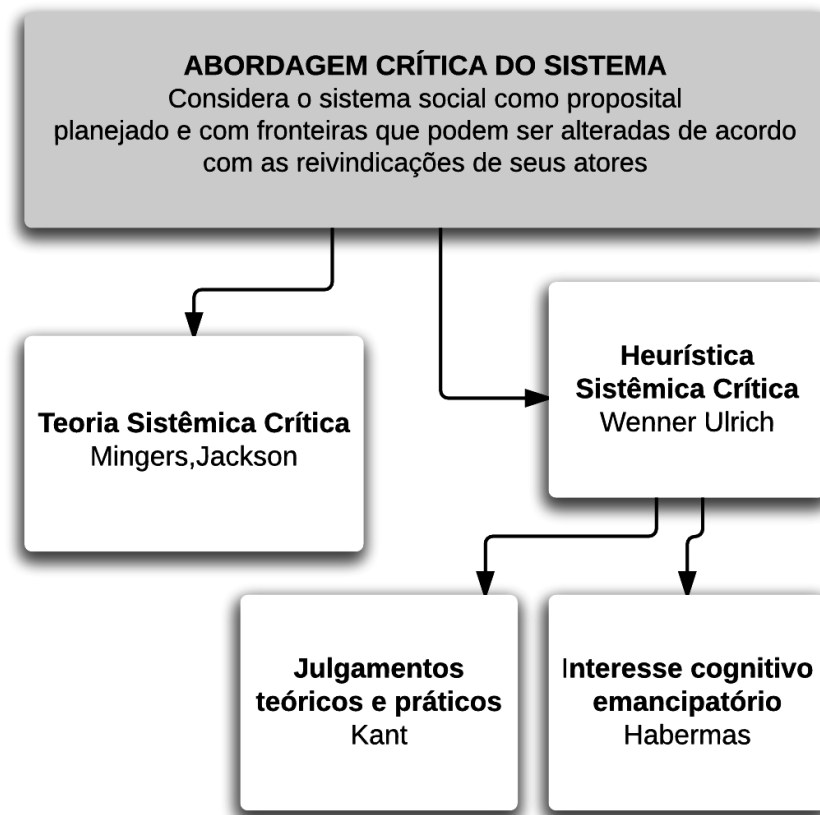 ABORDAGEM CRÍTICA DO SISTEMA
Considera o sistema social como proposital
planejado e com fronteiras que podem ser alteradas de acordo
com as reivindicações de seus atores
Teoria Sistêmica Crítica
Mingers,Jackson
Heurística
Sistêmica Crítica
Wenner Ulrich
Julgamentos
teóricos e práticos
Kant
Interesse cognitivo
emancipatório
Habermas